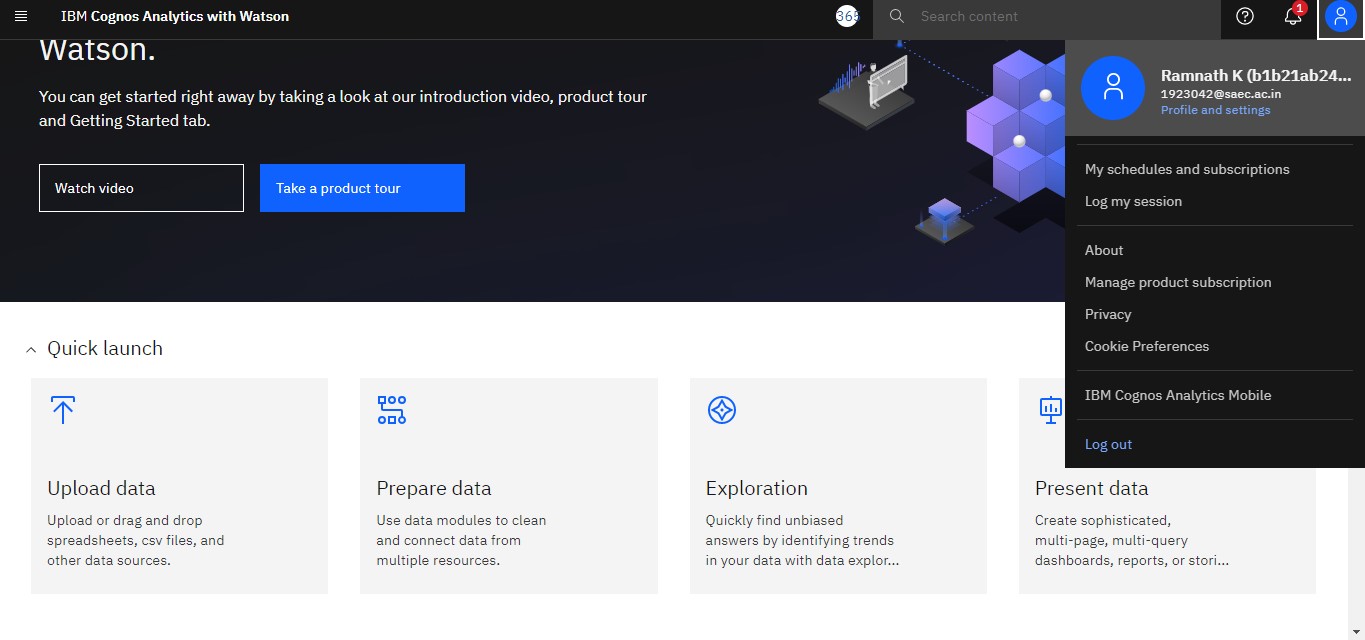 IBM Cognos Analytics with Watson
365
Search content
1
Watson.
You can get started right away by taking a look at our introduction video, product tour
and Getting Started tab.
Watch video
Take a product tour
Ramnath K (b1b21ab24...
1923042@saec.ac.in
Profile and settings
My schedules and subscriptions
Log my session
About
Manage product subscription
Privacy
Cookie Preferences
IBM Cognos Analytics Mobile
Log out
Quick launch
Upload data
Upload or drag and drop
spreadsheets, csv files, and
other data sources.
Prepare data
Use data modules to clean
and connect data from
multiple resources.
Exploration
Quickly find unbiased
answers by identifying trends
in your data with data explor...
Present data
Create sophisticated,
multi-page, multi-query
dashboards, reports, or stori...